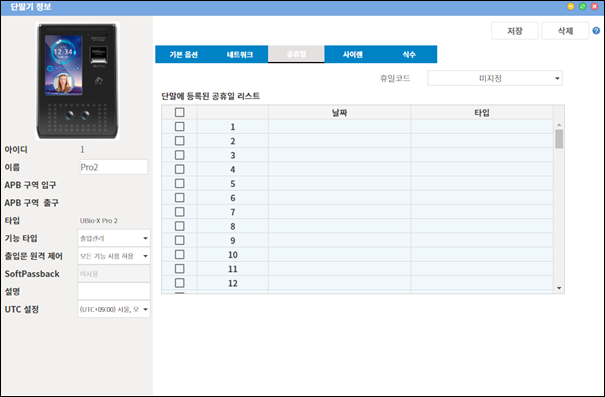 단말기 정보
저장 삭제
기본 옵션 네트워크 공휴일 사이렌 식수
휴일코드 미지정
단말에 등록된 공휴일 리스트
날짜 타입
1
2
3
4
5
6
7
8
9
10
11
12
12:34
아이디 1
이름 Pro2
APB 구역 입구
APB 구역 출구
타입 UBio-X Pro 2
기능 타입 출입관리
출입문 원격 제어 모든 기능 사용 허용
SoftPassback 미사용
설명
UTC 설정 (UTC+09:00) 서울, 오